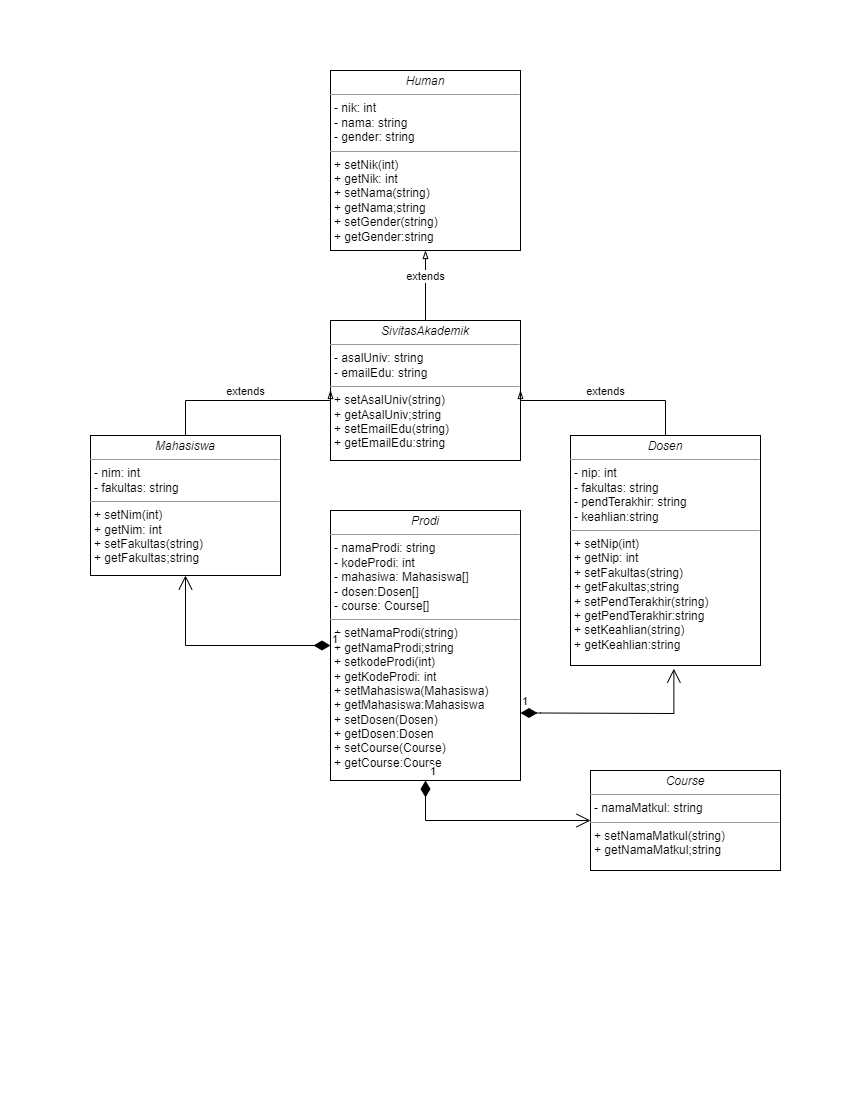 Human
- nik: int
- nama: string
- gender: string
+ setNik(int)
+ getNik: int
+ setNama(string)
+ getNama;string
+ setGender(string)
+ getGender:string
extends
SivitasAkademik
- asalUniv: string
- emailEdu: string
+ setAsalUniv(string)
+ getAsalUniv;string
+ setEmailEdu(string)
+ getEmailEdu:string
extends
extends
Mahasiswa
- nim: int
- fakultas: string
+ setNim(int)
+ getNim: int
+ setFakultas(string)
+ getFakultas;string
Dosen
- nip: int
- fakultas: string
- pendTerakhir: string
- keahlian:string
+ setNip(int)
+ getNip: int
+ setFakultas(string)
+ getFakultas;string
+ setPendTerakhir(string)
+ getPendTerakhir:string
+ setKeahlian(string)
+ getKeahlian:string
Prodi
- namaProdi: string
- kodeProdi: int
- mahasiwa: Mahasiswa[]
- dosen:Dosen[]
- course: Course[]
+ setNamaProdi(string)
+ getNamaProdi;string
+ setkodeProdi(int)
+ getKodeProdi: int
+ setMahasiswa(Mahasiswa)
+ getMahasiswa:Mahasiswa
+ setDosen(Dosen)
+ getDosen:Dosen
+ setCourse(Course)
+ getCourse:Course
1
1
1
Course
- namaMatkul: string
+ setNamaMatkul(string)
+ getNamaMatkul;string